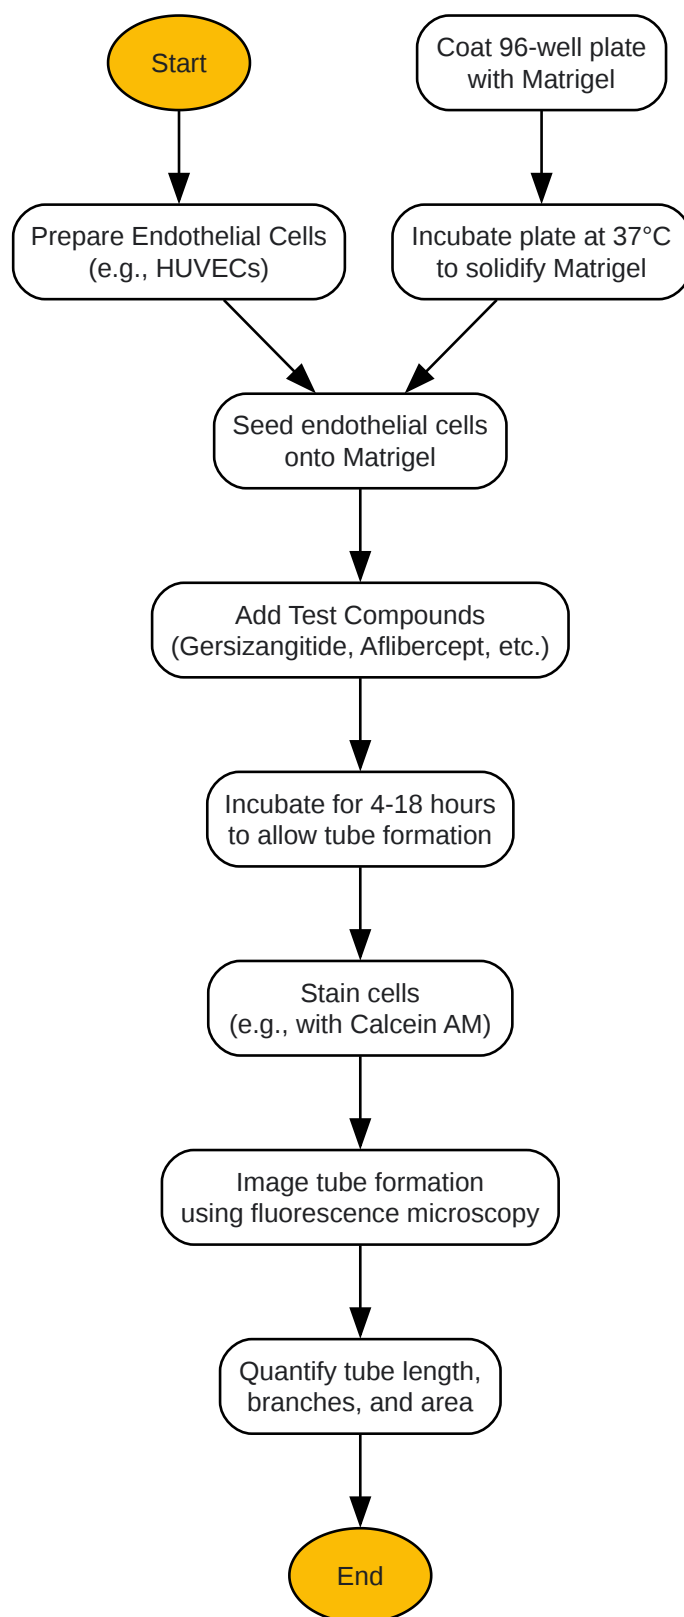 Start
Coat 96-well plate
with Matrigel
Prepare Endothelial Cells
(e.g., HUVECs)
Incubate plate at 37°C
to solidify Matrigel
Seed endothelial cells
onto Matrigel
Add Test Compounds
(Gersizangitide, Aflibercept, etc.)
Incubate for 4-18 hours
to allow tube formation
Stain cells
(e.g., with Calcein AM)
Image tube formation
using fluorescence microscopy
Quantify tube length,
branches, and area
End